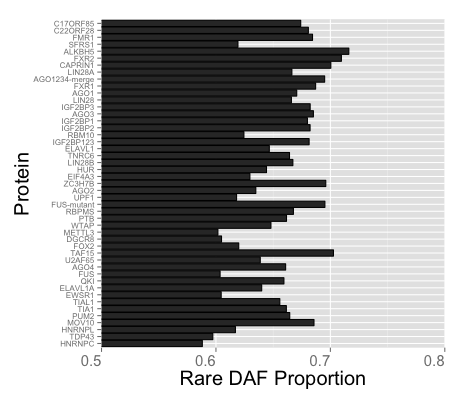 C17ORF85
C22ORF28
FMR1
SFRS1
ALKBH5
FXR2
CAPRIN1
LIN28A
AGO1234-merge
FXR1
AGO1
LIN28
IGF2BP3
AGO3
IGF2BP1
IGF2BP2
RBM10
IGF2BP123
ELAVL1
TNRC6
LIN28B
HUR
EIF4A3
ZC3H7B
AGO2
UPF1
FUS-mutant
RBPMS
PTB
WTAP
METTL3
DGCR8
FOX2
TAF15
U2AF65
AGO4
FUS
QKI
ELAVL1A
EWSR1
TIAL1
TIA1
PUM2
MOV10
HNRNPL
TDP43
HNRNPC
Protein
0.5 0.6 0.7 0.8
Rare DAF Proportion